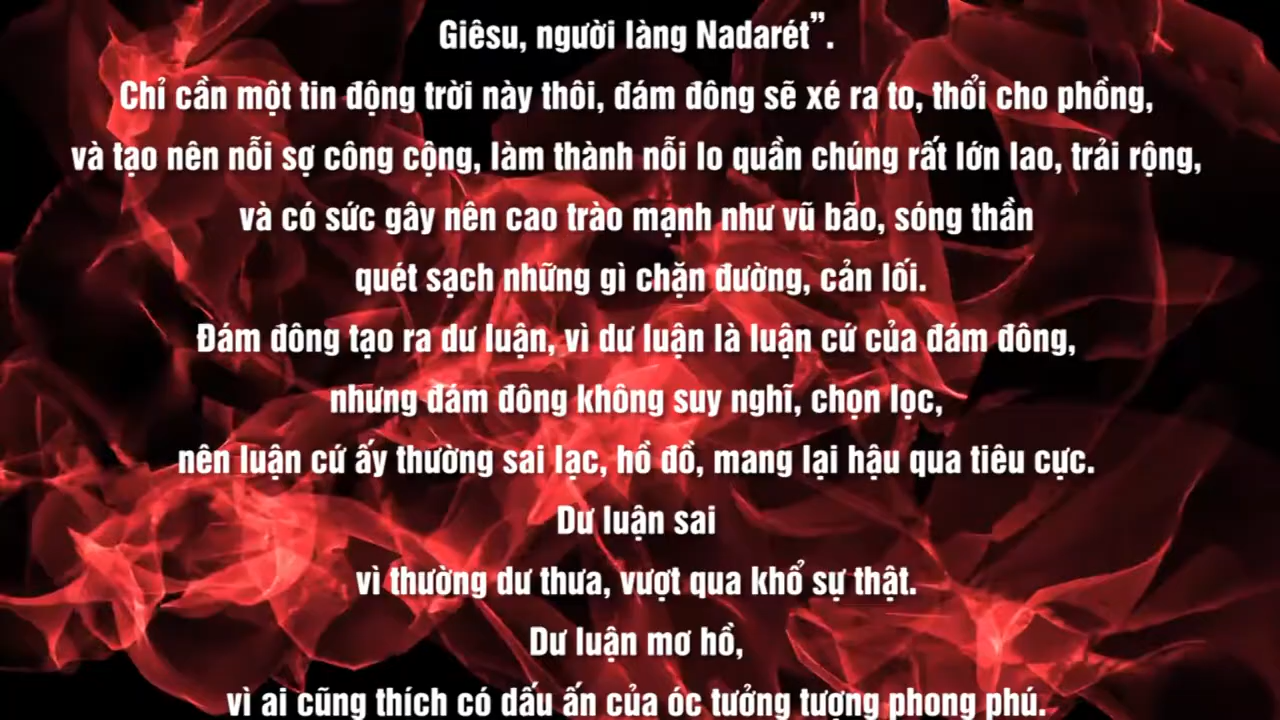 Giêsu, người làng Nadarét”.
Chỉ cần một tin động trời này thôi, đám đông sẽ xé ra to, thổi cho phồng,
và tạo nên nỗi sợ công cộng, làm thành nỗi lo quần chúng rất lớn lao, trải rộng,
và có sức gây nên cao trào mạnh như vũ bão, sóng thần
quét sạch những gì chặn đường, cản lối.
Đám đông tạo ra dư luận, vì dư luận là luận cứ của đám đông,
nhưng đám đông không suy nghĩ, chọn lọc,
nên luận cứ ấy thường sai lạc, hồ đồ, mang lại hậu qua tiêu cực.
Dư luận sai
vì thường dư thưa, vượt qua khổ sự thật.
Dư luận mơ hồ,
vì ai cũng thích có dấu ấn của óc tưởng tượng phong phú.